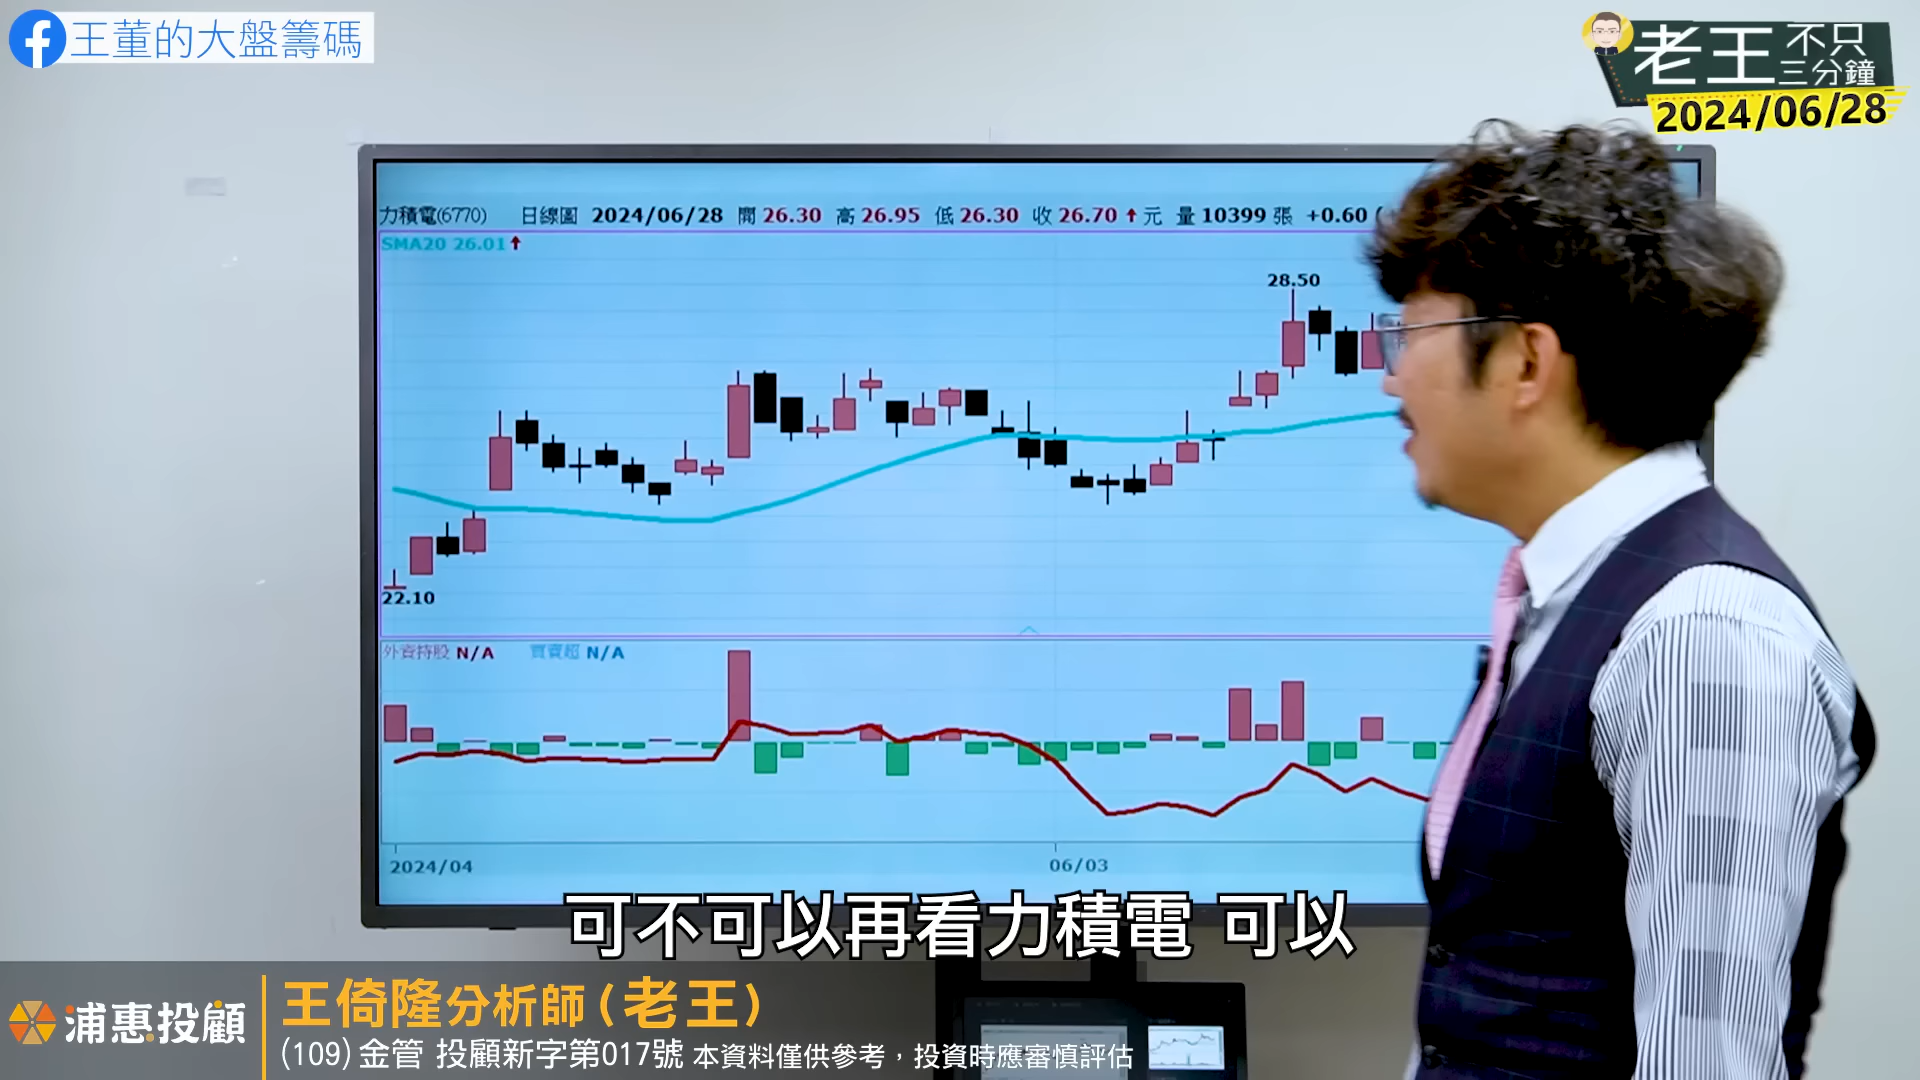 王董的大盤籌碼
老王不只三分鐘
2024/06/28
力積電(6770) 日線圖 2024/06/28 開 26.30 高 26.95 低 26.30 收 26.70 ↑ 元 量 10399 張 +0.60 (
SMA20 26.01↑
28.50
22.10
外資持股 N/A 買賣超 N/A
2024/04 06/03
可不可以再看力積電 可以
浦惠投顧
王倚隆分析師(老王)
(109)金管 投顧新字第017號 本資料僅供參考，投資時應審慎評估